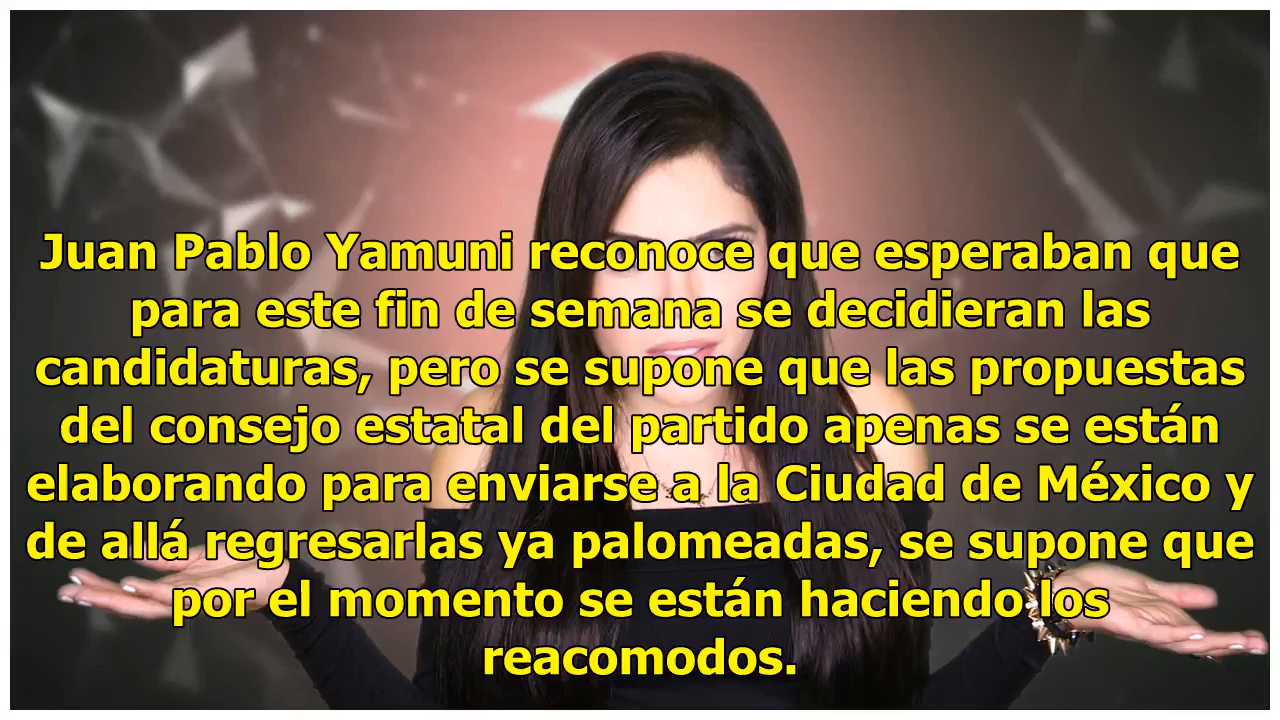 Juan Pablo Yamuni reconoce que esperaban que
para este fin de semana se decidieran las
candidaturas, pero se supone que las propuestas
del consejo estatal del partido apenas se están
elaborando para enviarse a la Ciudad de México y
de allá regresarlas ya palomeadas, se supone que
por el momento se están haciendo los
reacomodos.